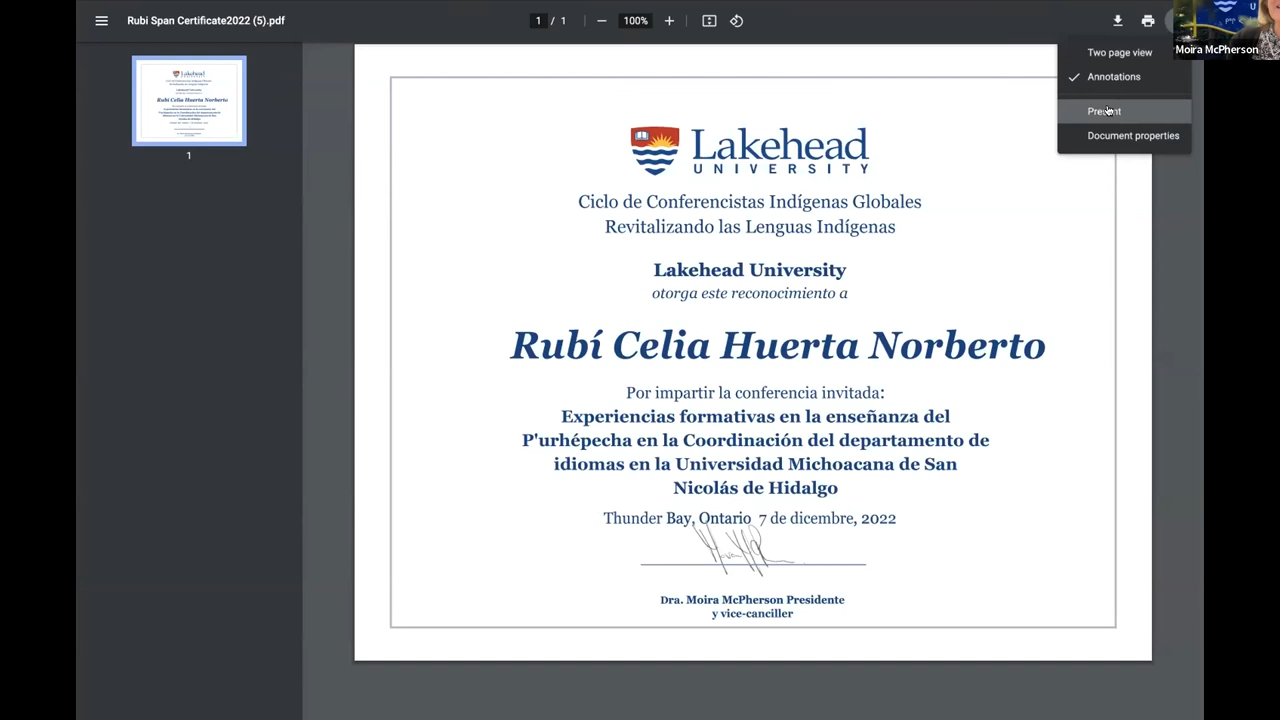 Rubi Span Certificate2022 (5).pdf
1 / 1
100%
Moira McPherson
Two page view
Annotations
Present
Document properties
1
Lakehead
UNIVERSITY
Ciclo de Conferencistas Indígenas Globales
Revitalizando las Lenguas Indígenas
Lakehead University
otorga este reconocimiento a
Rubí Celia Huerta Norberto
Por impartir la conferencia invitada:
Experiencias formativas en la enseñanza del
P'urhépecha en la Coordinación del departamento de
idiomas en la Universidad Michoacana de San
Nicolás de Hidalgo
Thunder Bay, Ontario 7 de dicembre, 2022
Dra. Moira McPherson Presidente
y vice-canciller